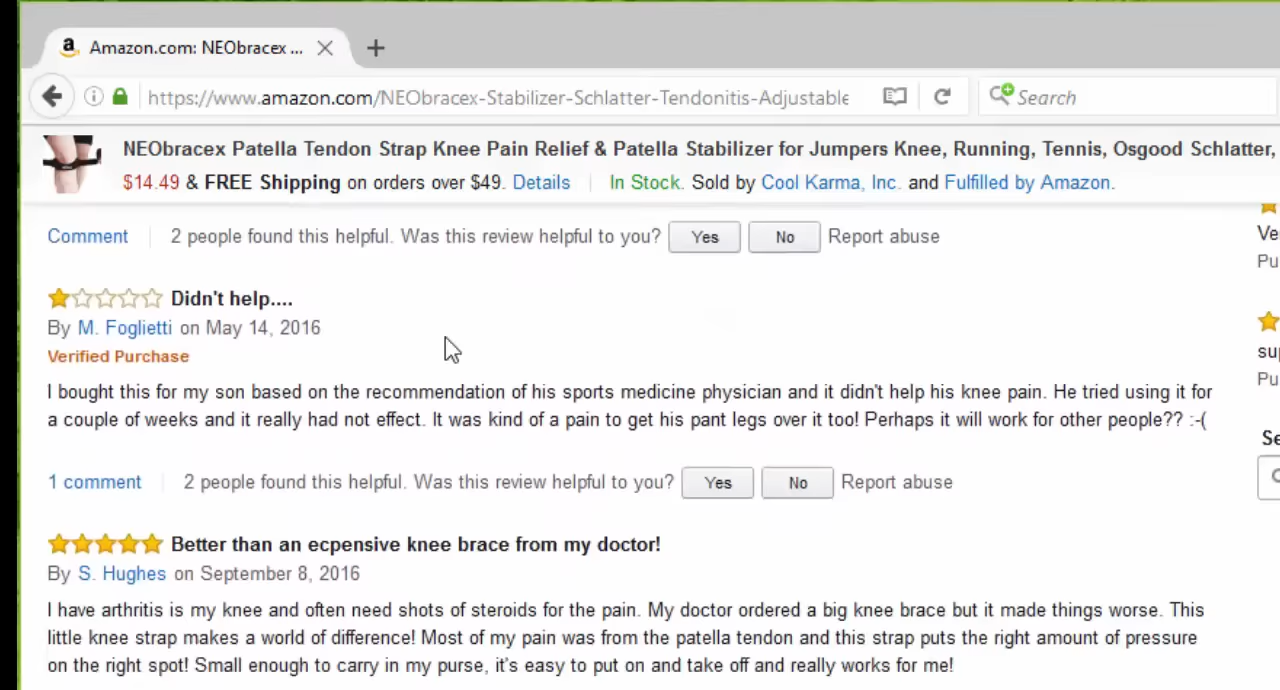 Amazon.com: NEObracex ...
https://www.amazon.com/NEObracex-Stabilizer-Schlatter-Tendonitis-Adjustable
Search
NEObracex Patella Tendon Strap Knee Pain Relief & Patella Stabilizer for Jumpers Knee, Running, Tennis, Osgood Schlatter,
$14.49 & FREE Shipping on orders over $49. Details In Stock. Sold by Cool Karma, Inc. and Fulfilled by Amazon.
Comment 2 people found this helpful. Was this review helpful to you? Yes No Report abuse
Didn't help....
By M. Foglietti on May 14, 2016
Verified Purchase
I bought this for my son based on the recommendation of his sports medicine physician and it didn't help his knee pain. He tried using it for
a couple of weeks and it really had not effect. It was kind of a pain to get his pant legs over it too! Perhaps it will work for other people?? :-(
1 comment 2 people found this helpful. Was this review helpful to you? Yes No Report abuse
Better than an ecpensive knee brace from my doctor!
By S. Hughes on September 8, 2016
I have arthritis is my knee and often need shots of steroids for the pain. My doctor ordered a big knee brace but it made things worse. This
little knee strap makes a world of difference! Most of my pain was from the patella tendon and this strap puts the right amount of pressure
on the right spot! Small enough to carry in my purse, it's easy to put on and take off and really works for me!